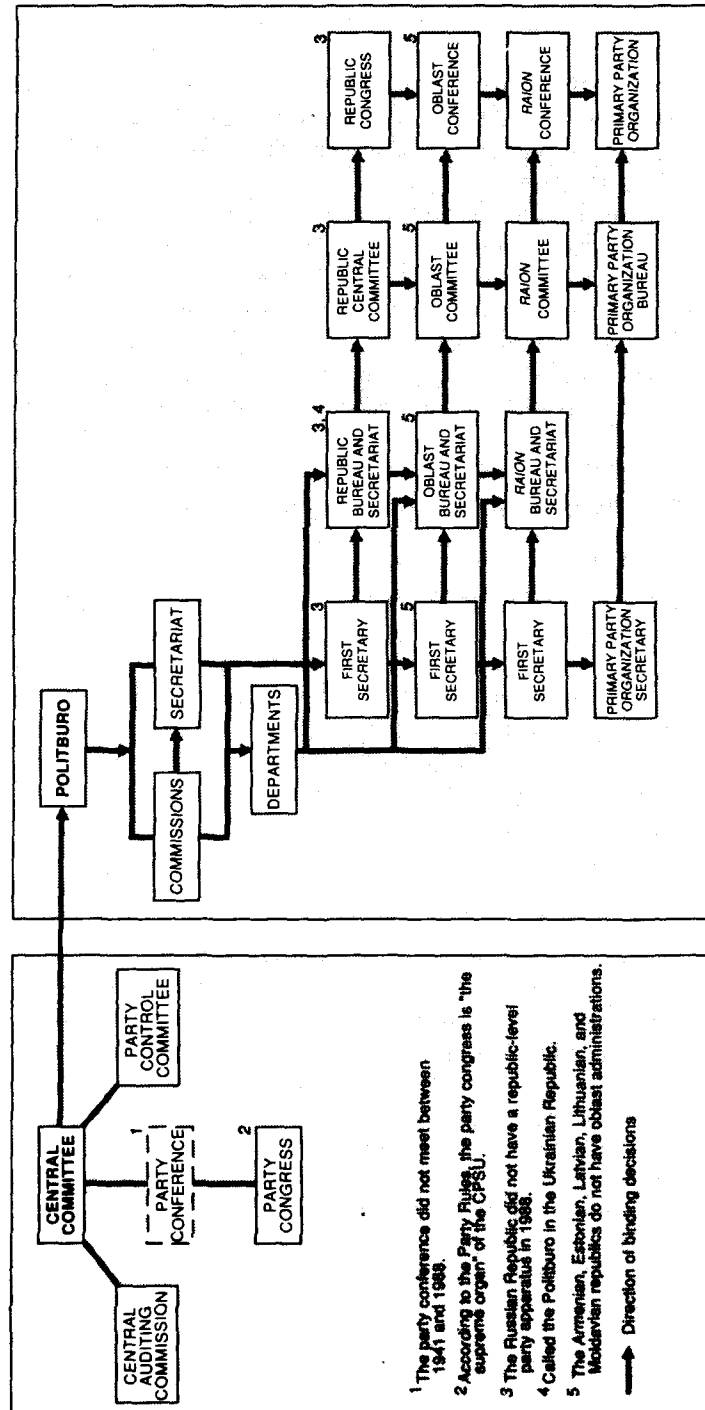 CENTRAL
COMMITTEE
CENTRAL
AUDITING
COMMISSION
PARTY
CONTROL
COMMITTEE
1
PARTY
CONFERENCE
2
PARTY
CONGRESS
1 The party conference did not meet between
1941 and 1988.
2 According to the Party Rules, the party congress is "the
supreme organ" of the CPSU.
3 The Russian Republic did not have a republic-level
party apparatus in 1988.
4 Called the Politburo in the Ukrainian Republic.
5 The Armenian, Estonian, Latvian, Lithuanian, and
Moldavian republics do not have oblast administrations.
Direction of binding decisions
POLITBURO
COMMISSIONS
SECRETARIAT
DEPARTMENTS
3
FIRST
SECRETARY
3, 4
REPUBLIC
BUREAU AND
SECRETARIAT
3
REPUBLIC
CENTRAL
COMMITTEE
3
REPUBLIC
CONGRESS
5
FIRST
SECRETARY
5
OBLAST
BUREAU AND
SECRETARIAT
5
OBLAST
COMMITTEE
5
OBLAST
CONFERENCE
FIRST
SECRETARY
RAION
BUREAU AND
SECRETARIAT
RAION
COMMITTEE
RAION
CONFERENCE
PRIMARY PARTY
ORGANIZATION
SECRETARY
PRIMARY PARTY
ORGANIZATION
BUREAU
PRIMARY PARTY
ORGANIZATION